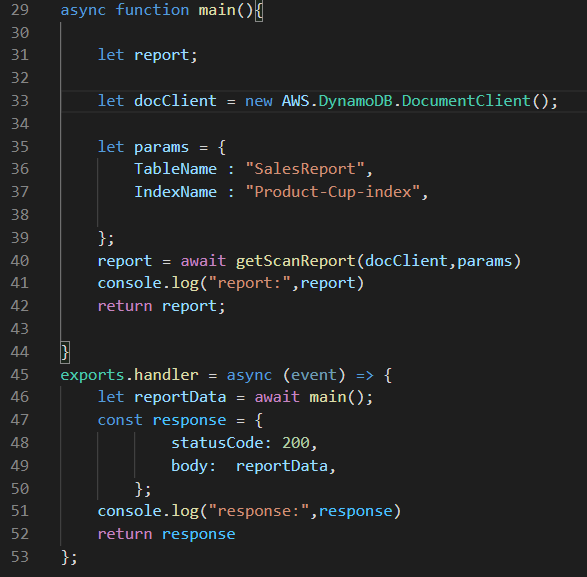 29 async function main(){
30
31     let report;
32
33     let docClient = new AWS.DynamoDB.DocumentClient();
34
35     let params = {
36         TableName : "SalesReport",
37         IndexName : "Product-Cup-index",
38
39     };
40     report = await getScanReport(docClient,params)
41     console.log("report:",report)
42     return report;
43
44 }
45 exports.handler = async (event) => {
46     let reportData = await main();
47     const response = {
48             statusCode: 200,
49             body:  reportData,
50         };
51     console.log("response:",response)
52     return response
53 };